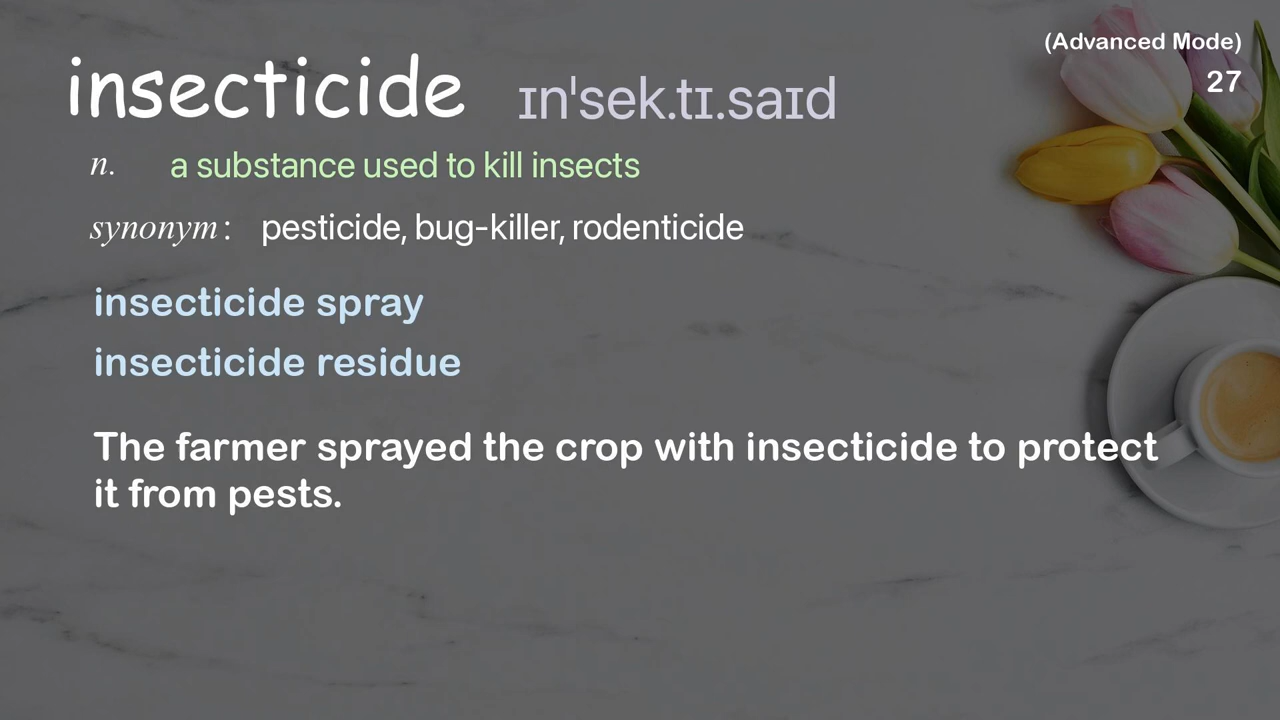 (Advanced Mode)
27
insecticide ɪnˈsek.tɪ.saɪd
n. a substance used to kill insects
synonym: pesticide, bug-killer, rodenticide
insecticide spray
insecticide residue
The farmer sprayed the crop with insecticide to protect
it from pests.